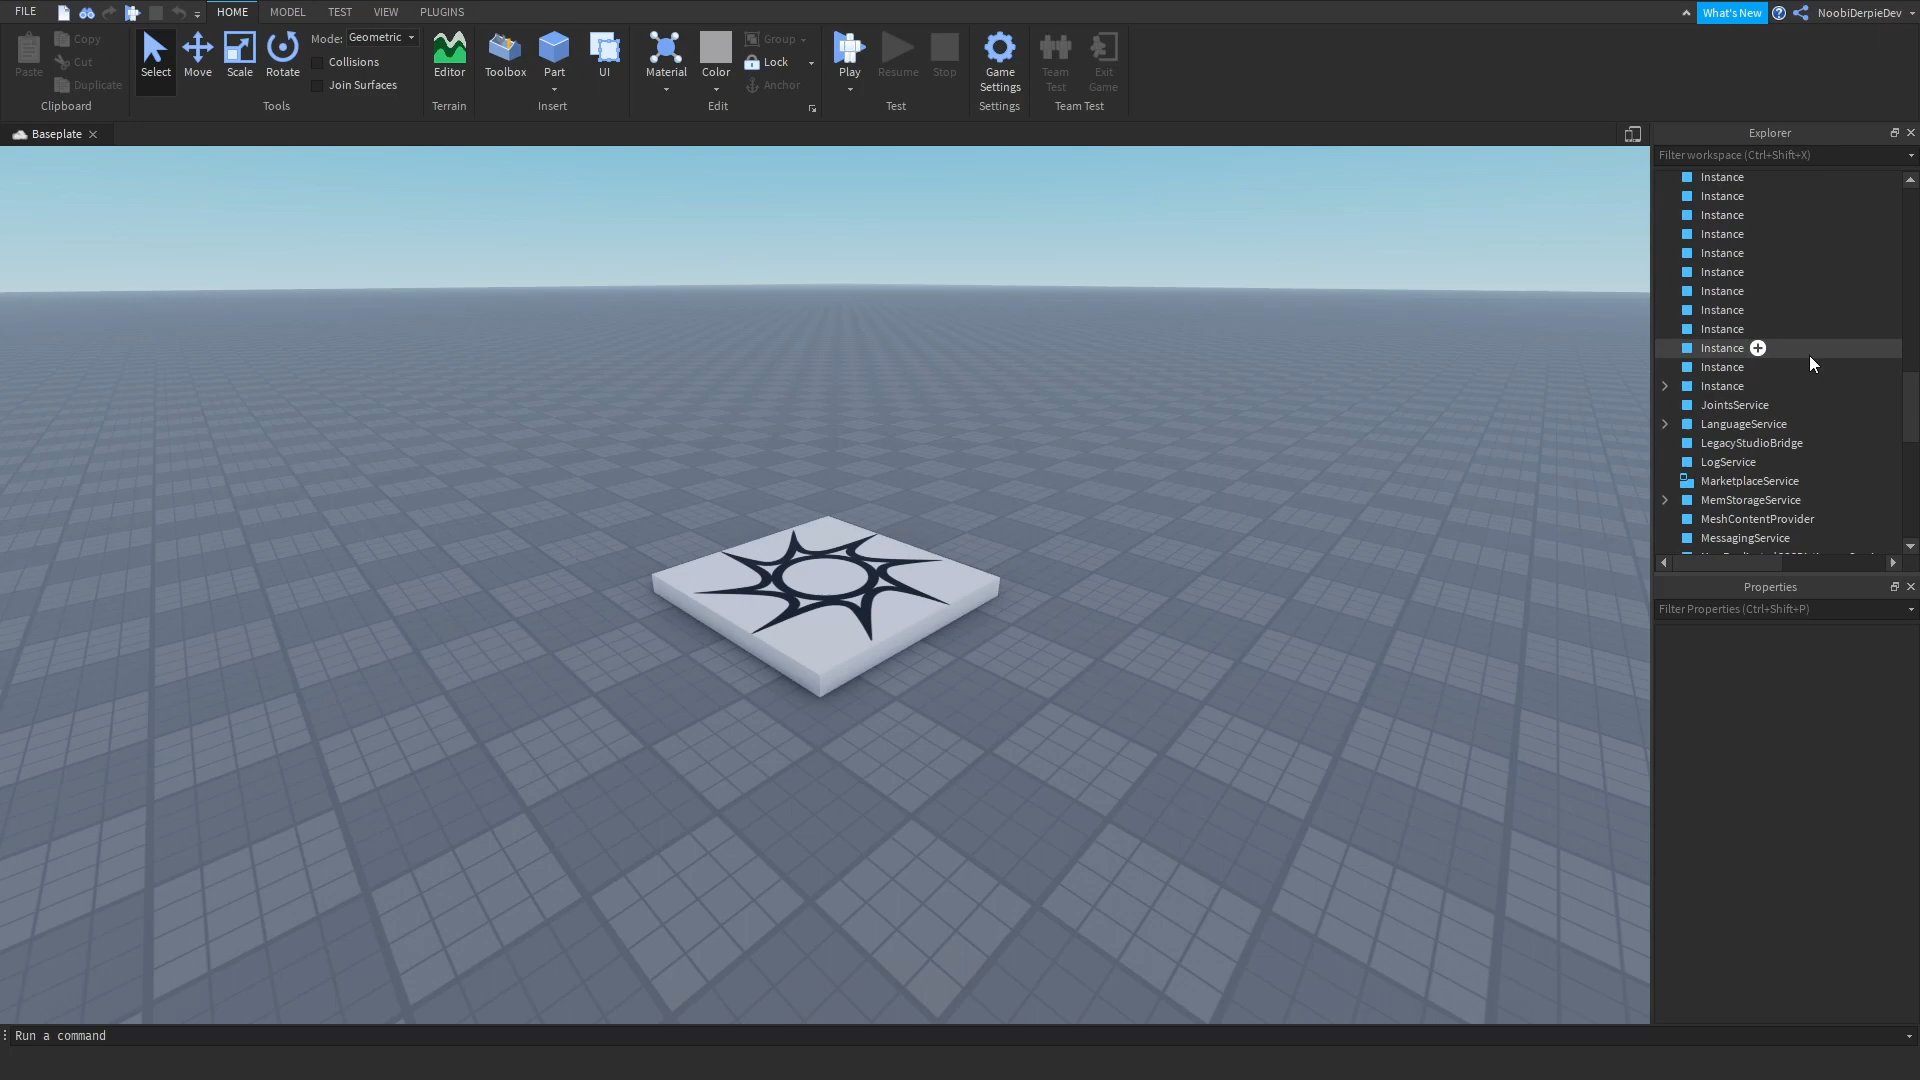 FILE HOME MODEL TEST VIEW PLUGINS What's New NoobiDerpieDev
Paste Copy Cut Duplicate Clipboard
Select Move Scale Rotate Mode: Geometric Collisions Join Surfaces Tools
Editor Terrain
Toolbox Part UI Insert
Material Color Group Lock Anchor Edit
Play Resume Stop Test
Game Settings Settings
Team Test Exit Game Team Test
Baseplate
Explorer
Filter workspace (Ctrl+Shift+X)
Instance
Instance
Instance
Instance
Instance
Instance
Instance
Instance
Instance
Instance
Instance
Instance
JointsService
LanguageService
LegacyStudioBridge
LogService
MarketplaceService
MemStorageService
MeshContentProvider
MessagingService
Properties
Filter Properties (Ctrl+Shift+P)
Run a command